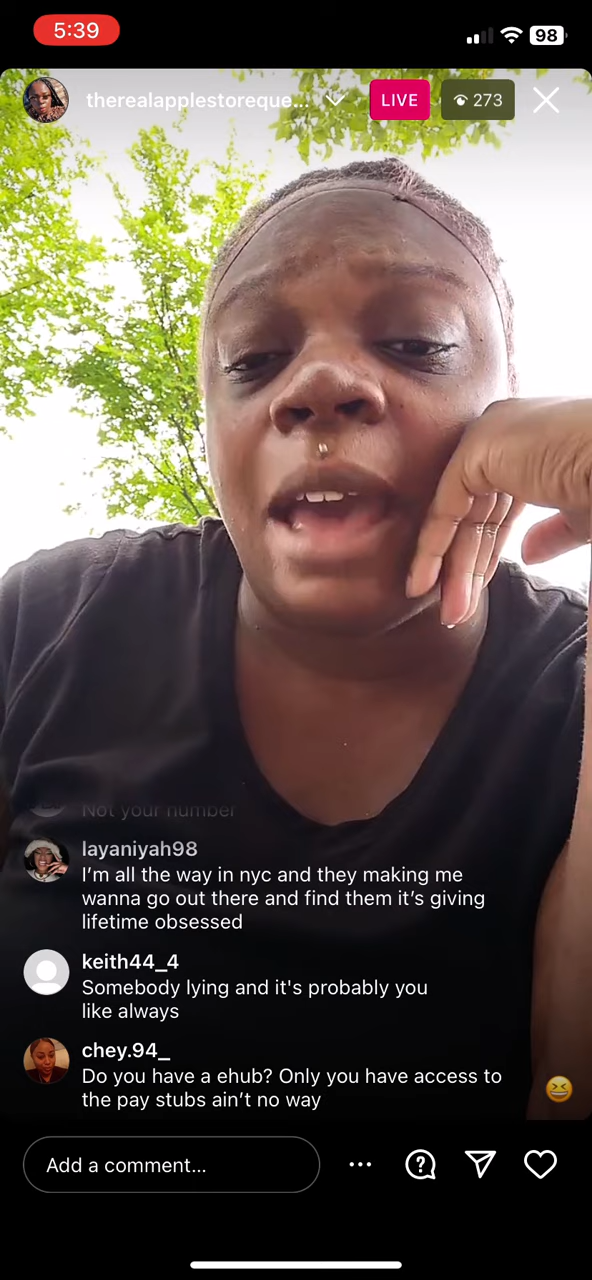 5:39
98
therealapplestoreque...
LIVE
273
Not your number
layaniyah98
I'm all the way in nyc and they making me
wanna go out there and find them it's giving
lifetime obsessed
keith44_4
Somebody lying and it's probably you
like always
chey.94_
Do you have a ehub? Only you have access to
the pay stubs ain't no way
Add a comment...